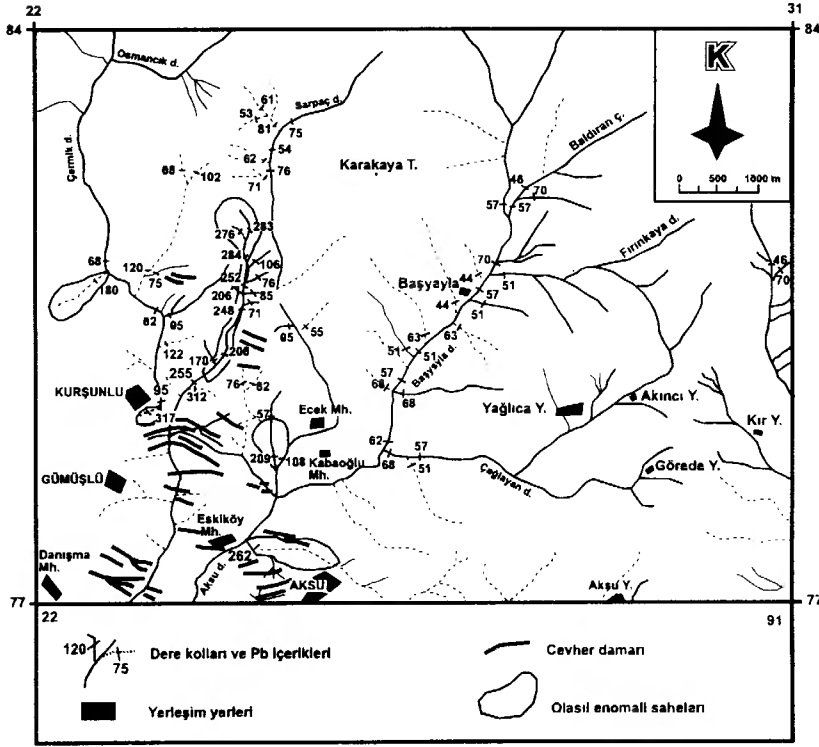 22
31
84
84
Osmancık d.
K
61
53
81
75
Sarpaç d.
Çermik d.
Baldıran ç.
54
62
76
71
Karakaya T.
68
102
0 500 1000 m
46
70
57
57
283
276
Fırınkaya d.
284
106
68
120
75
180
252
76
206
85
248
71
70
44
Başyayla
51
57
44
51
46
70
82
95
95
55
63
63
51
51
Başyayla d.
122
170
206
255
312
76
82
57
68
68
KURŞUNLU
95
317
57
Ecek Mh.
Yağlıca Y.
Akıncı Y.
Kır Y.
62
68
57
51
209
108
Kabaoğlu
Mh.
Görede Y.
GÜMÜŞLÜ
Çağlayan d.
Eskiköy
Mh.
262
Danışma
Mh.
Aksu d.
AKSU
Akşu Y.
77
77
22
91
120
75
Dere kolları ve Pb içerikleri
Cevher damarı
Yerleşim yerleri
Olasıl enomali sahaları